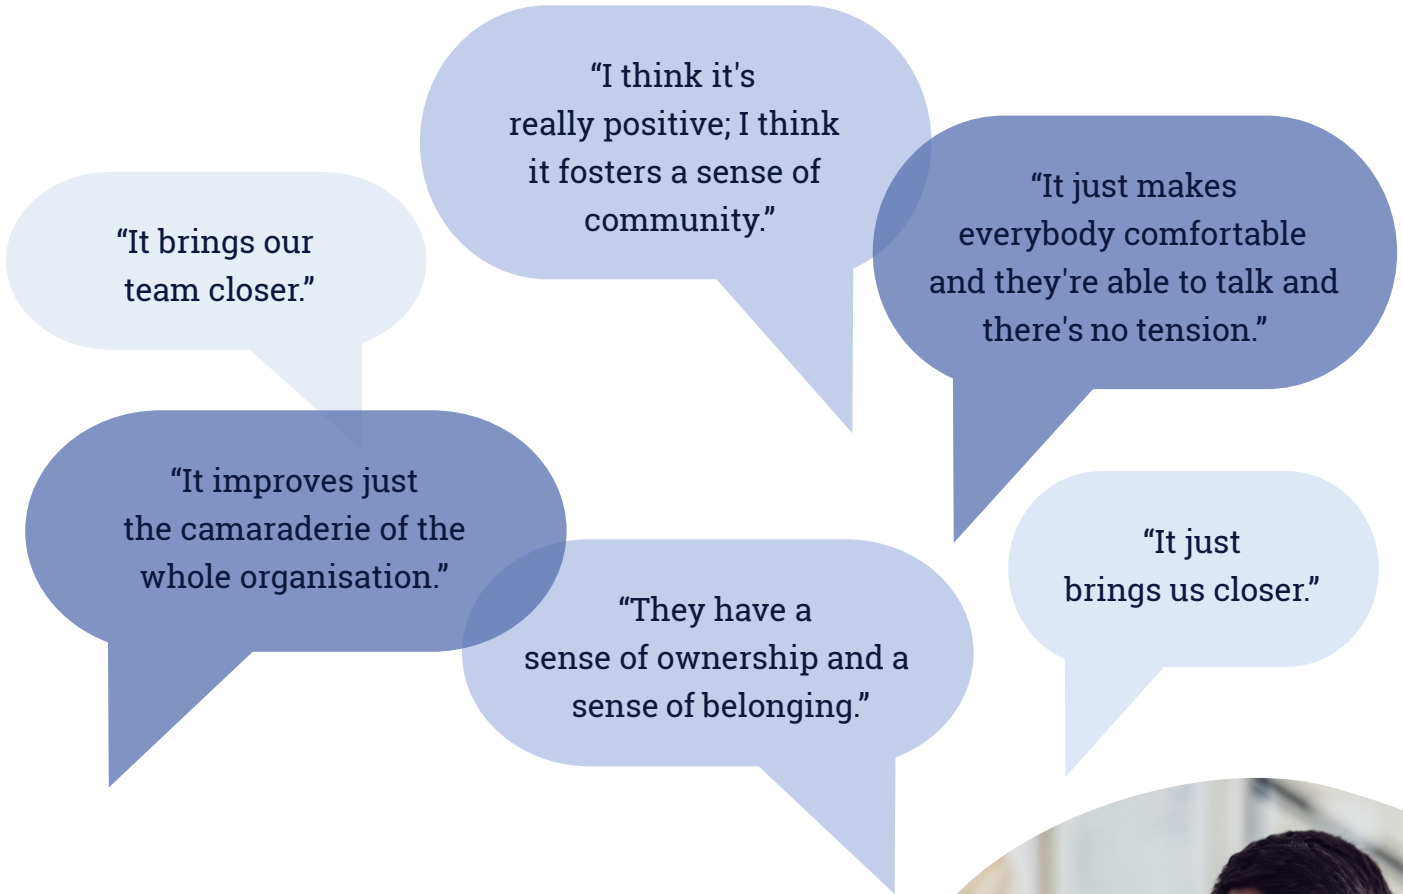 “I think it's
really positive; I think
it fosters a sense of
community.”
“It just makes
everybody comfortable
and they're able to talk and
there's no tension.”
“It brings our
team closer.”
“It improves just
the camaraderie of the
whole organisation.”
“It just
brings us closer.”
“They have a
sense of ownership and a
sense of belonging.”